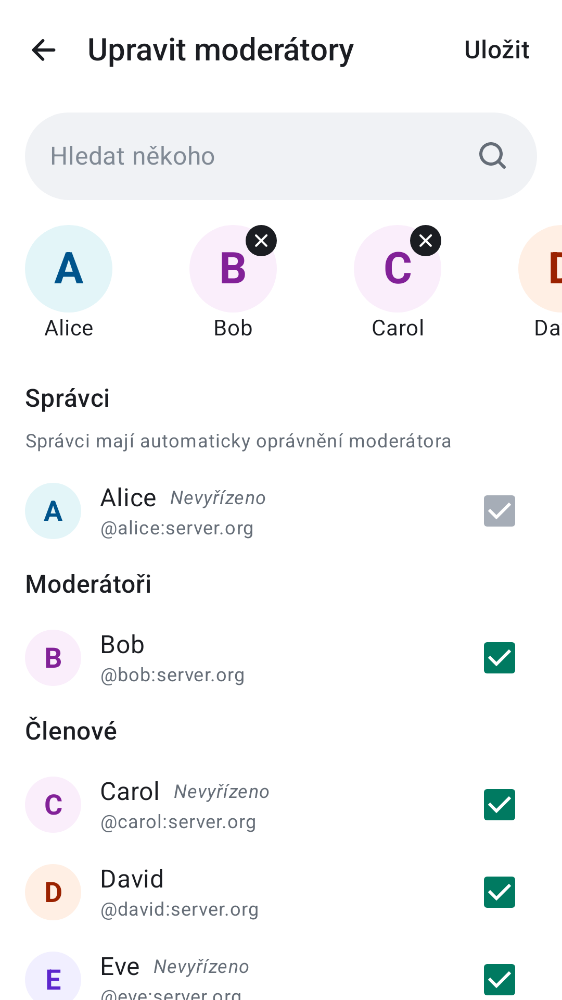 Upravit moderátory
Uložit
Hledat někoho
A
B
C
Alice
Bob
Carol
Da
Správci
Správci mají automaticky oprávnění moderátora
A
Alice Nevyřízeno
@alice:server.org
Moderátoři
B
Bob
@bob:server.org
Členové
C
Carol Nevyřízeno
@carol:server.org
D
David
@david:server.org
E
Eve Nevyřízeno
@eve:server.org